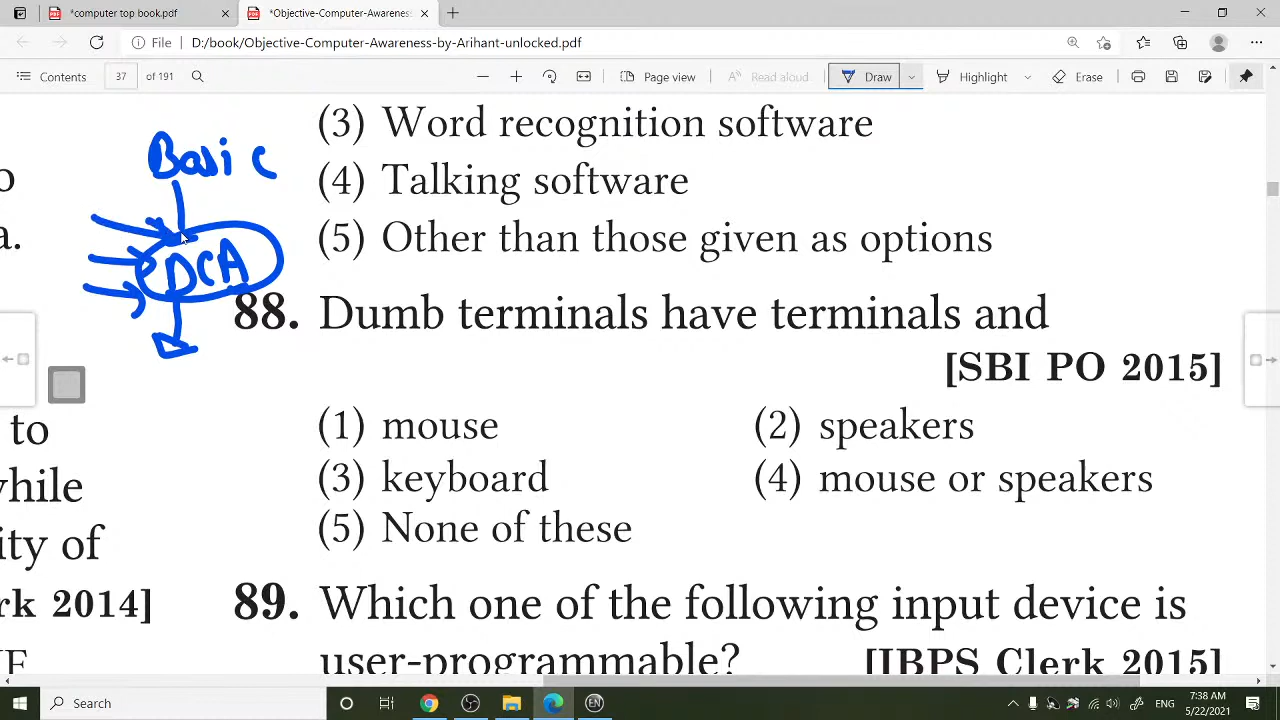 *computer top book.pdf
*Objective-Computer-Awareness
File
D:/book/Objective-Computer-Awareness-by-Arihant-unlocked.pdf
Contents
37
of 191
Page view
Read aloud
Draw
Highlight
Erase
(3) Word recognition software
(4) Talking software
(5) Other than those given as options
Basic
DCA
o
a.
88. Dumb terminals have terminals and
[SBI PO 2015]
(1) mouse
(2) speakers
(3) keyboard
(4) mouse or speakers
(5) None of these
to
while
ity of
rk 2014]
89. Which one of the following input device is
user-programmable? [IBPS Clerk 2015]
Search
EN
ENG
7:38 AM
5/22/2021